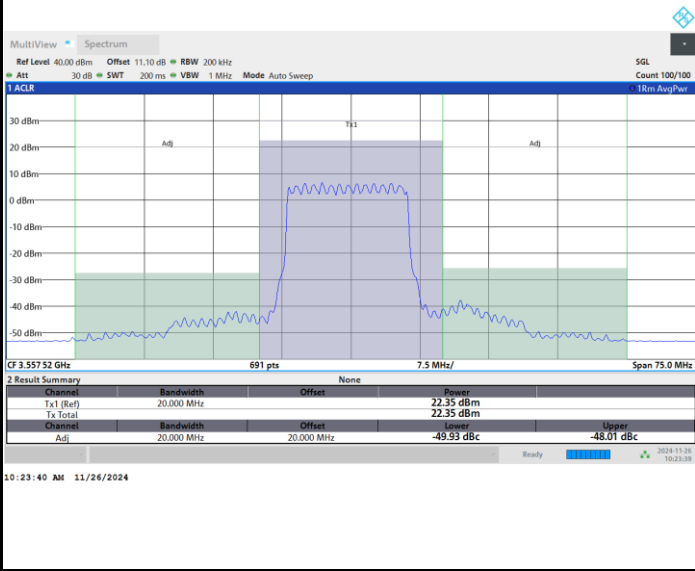 MultiView Spectrum
Ref Level 40.00 dBm Offset 11.10 dB RBW 200 kHz SGL
Att 30 dB SWT 200 ms VBW 1 MHz Mode Auto Sweep Count 100/100
1 ACLR 1Rm AvgPwr
Tx1
30 dBm
Adj Adj
20 dBm
10 dBm
0 dBm
-10 dBm
-20 dBm
-30 dBm
-40 dBm
-50 dBm
CF 3.557 52 GHz 691 pts 7.5 MHz/ Span 75.0 MHz
2 Result Summary None
Channel Bandwidth Offset Power
Tx1 (Ref) 20.000 MHz 22.35 dBm
Tx Total 22.35 dBm
Channel Bandwidth Offset Lower Upper
Adj 20.000 MHz 20.000 MHz -49.93 dBc -48.01 dBc
Ready 2024-11-26
10:23:39
10:23:40 AM 11/26/2024